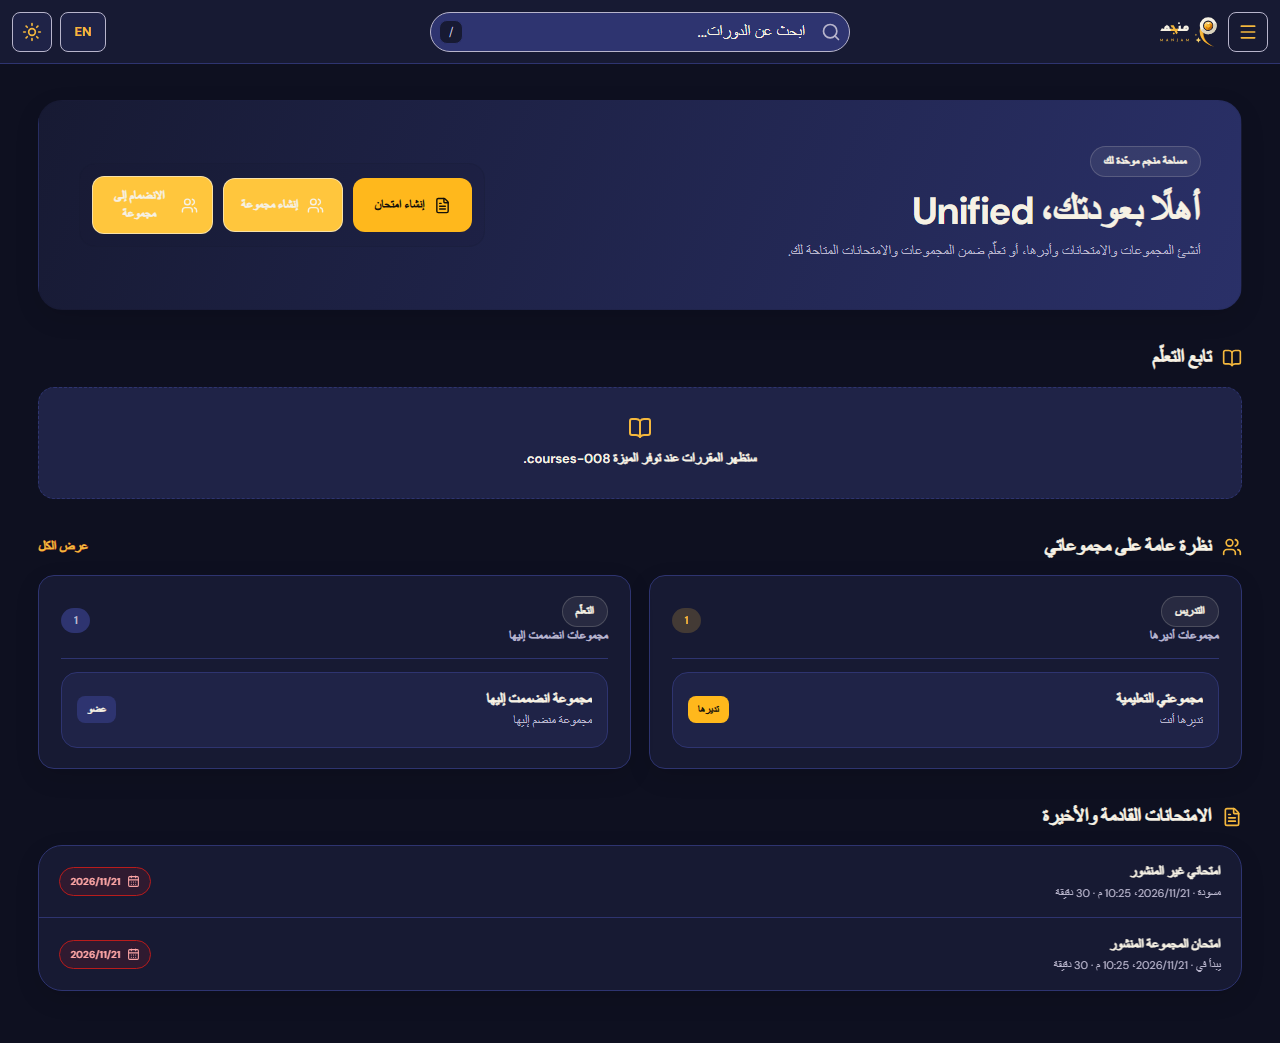 منجم
MANJAM
ابحث عن الدورات...
/
EN
مساحة منجم موحّدة لك
أهلًا بعودتك، Unified
أنشئ المجموعات والامتحانات وأدِرها، أو تعلّم ضمن المجموعات والامتحانات المتاحة لك.
إنشاء امتحان
إنشاء مجموعة
الانضمام إلى
مجموعة
تابع التعلّم
ستظهر المقررات عند توفر الميزة 008-courses.
نظرة عامة على مجموعاتي
عرض الكل
التدريس
مجموعات أديرها
1
مجموعتي التعليمية
تديرها أنت
تديرها
التعلّم
مجموعات انضممت إليها
1
مجموعة انضممت إليها
مجموعة منضم إليها
عضو
الامتحانات القادمة والأخيرة
امتحاني غير المنشور
مسودة · 2026/11/21، 10:25 م · 30 دقيقة
2026/11/21
امتحان المجموعة المنشور
يبدأ في · 2026/11/21، 10:25 م · 30 دقيقة
2026/11/21